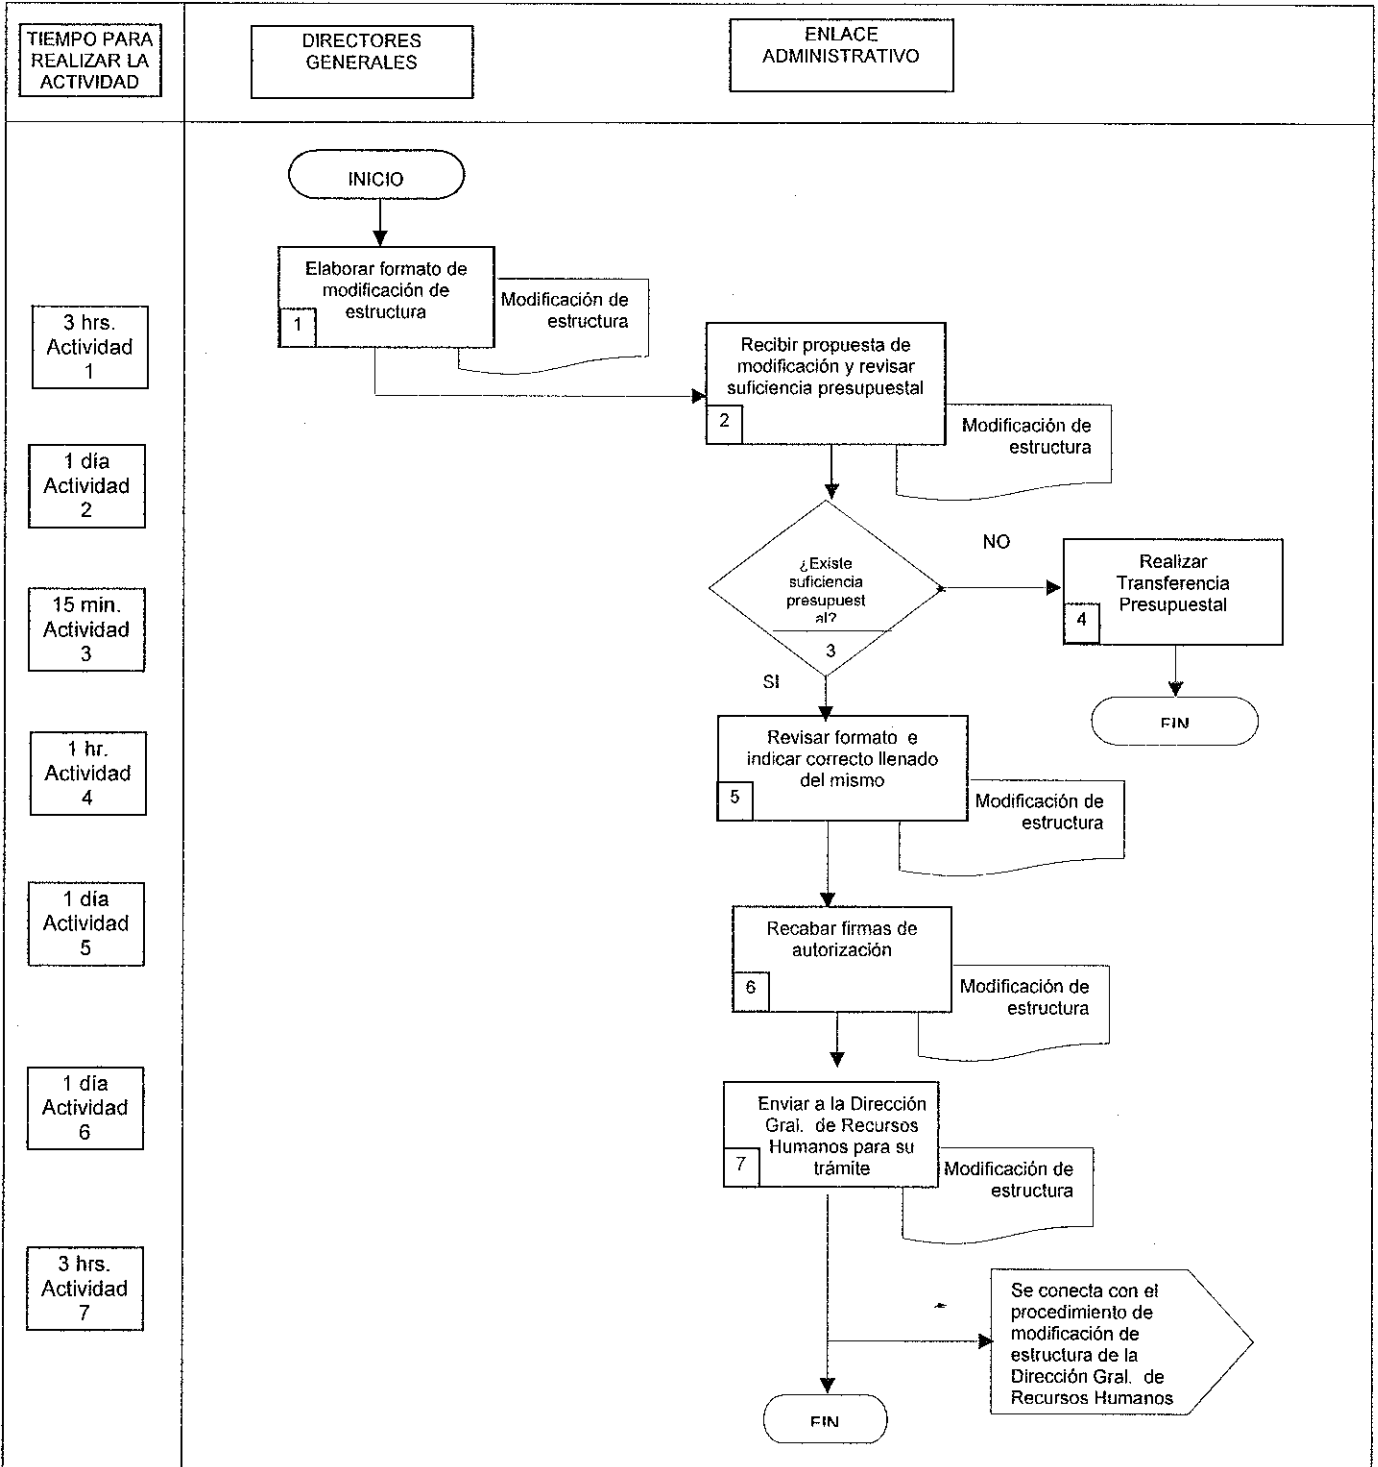 TIEMPO PARA
REALIZAR LA
ACTIVIDAD
DIRECTORES
GENERALES
ENLACE
ADMINISTRATIVO
INICIO
Elaborar formato de
modificación de
estructura
1
Modificación de
estructura
3 hrs.
Actividad
1
Recibir propuesta de
modificación y revisar
suficiencia presupuestal
2
Modificación de
estructura
1 día
Actividad
2
¿Existe
suficiencia
presupuest
al?
3
NO
SI
Realizar
Transferencia
Presupuestal
4
FIN
15 min.
Actividad
3
Revisar formato e
indicar correcto llenado
del mismo
5
Modificación de
estructura
1 hr.
Actividad
4
1 día
Actividad
5
Recabar firmas de
autorización
6
Modificación de
estructura
1 día
Actividad
6
Enviar a la Dirección
Gral. de Recursos
Humanos para su
trámite
7
Modificación de
estructura
3 hrs.
Actividad
7
Se conecta con el
procedimiento de
modificación de
estructura de la
Dirección Gral. de
Recursos Humanos
FIN